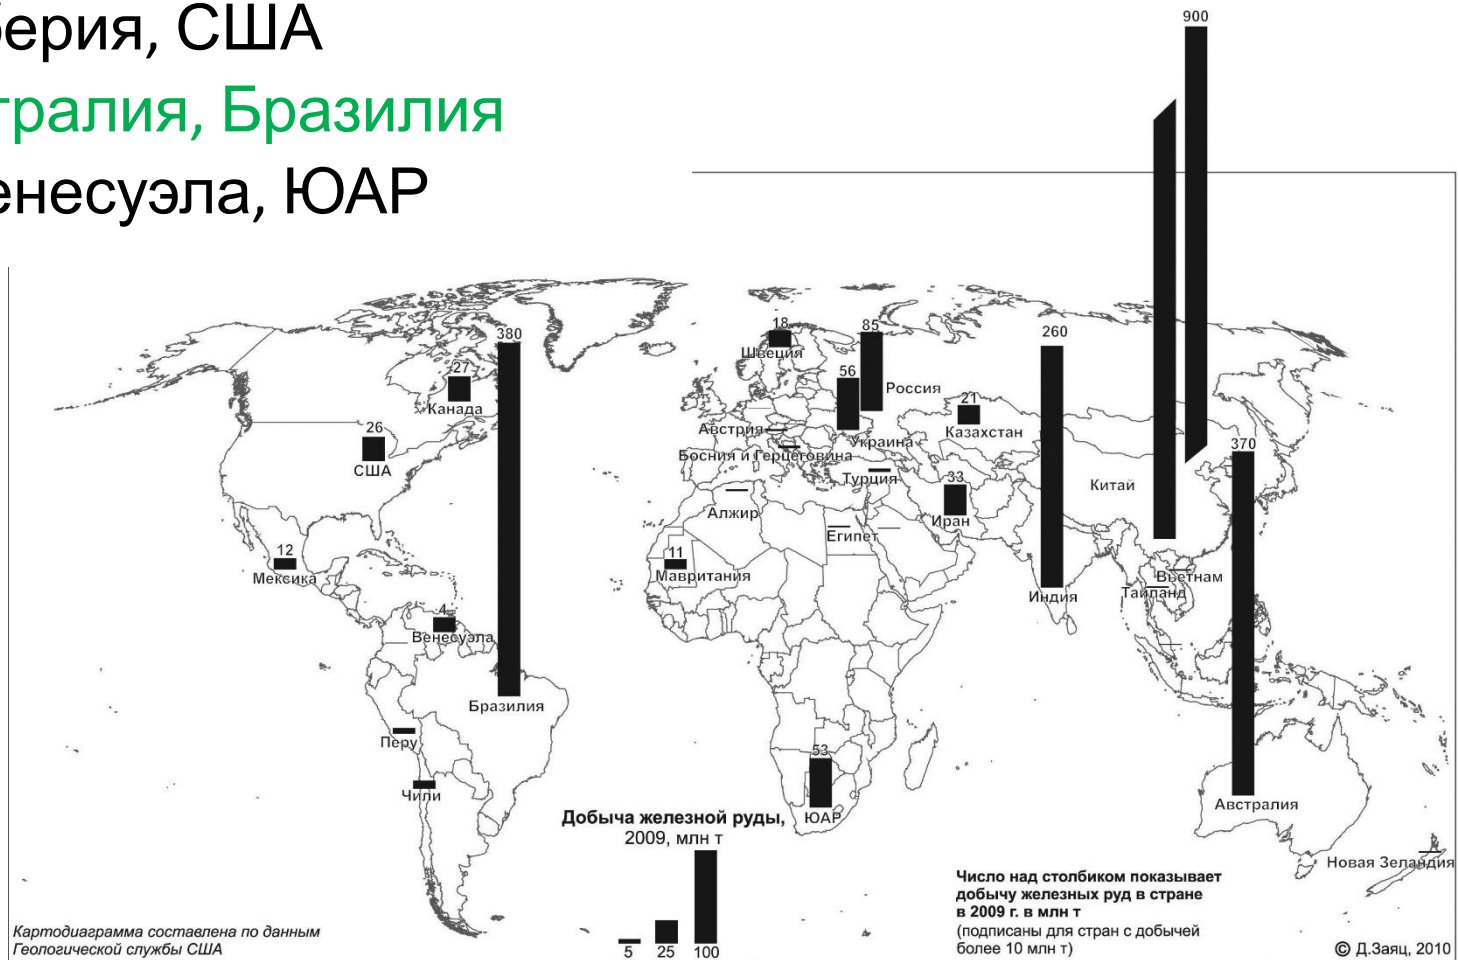 берия, США
тралия, Бразилия
енесуэла, ЮАР
900
380
18
85
260
Швеция
27
56
Россия
Канада
21
26
Австрия
Казахстан
Украина
370
США
Босния и Герцеговина
Турция
33
Китай
Алжир
Иран
Египет
12
11
Мексика
Мавритания
Вьетнам
Таиланд
Индия
4
Венесуэла
Бразилия
Перу
53
Чили
Австралия
ЮАР
Добыча железной руды,
2009, млн т
5 25 100
Новая Зеландия
Число над столбиком показывает
добычу железных руд в стране
в 2009 г. в млн т
(подписаны для стран с добычей
более 10 млн т)
Картодиаграмма составлена по данным
Геологической службы США
© Д.Заяц, 2010